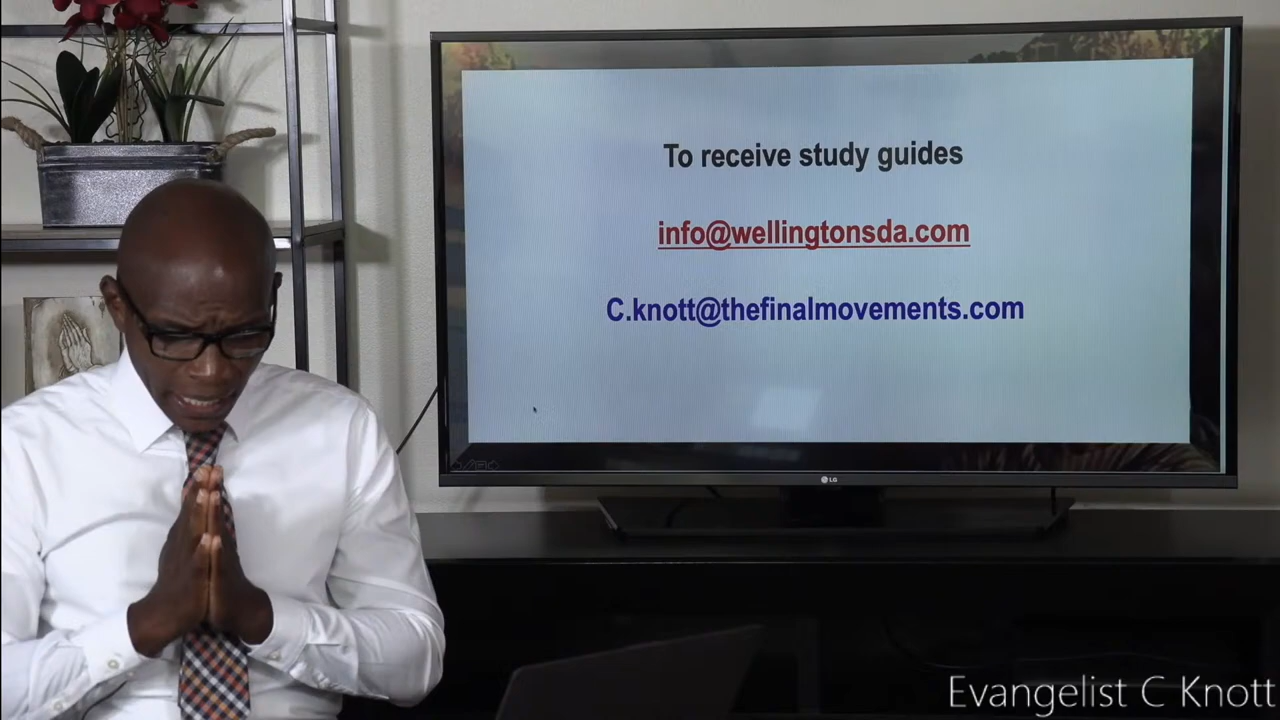 To receive study guides
info@wellingtonsda.com
C.knott@thefinalmovements.com
LG
Evangelist C Knott